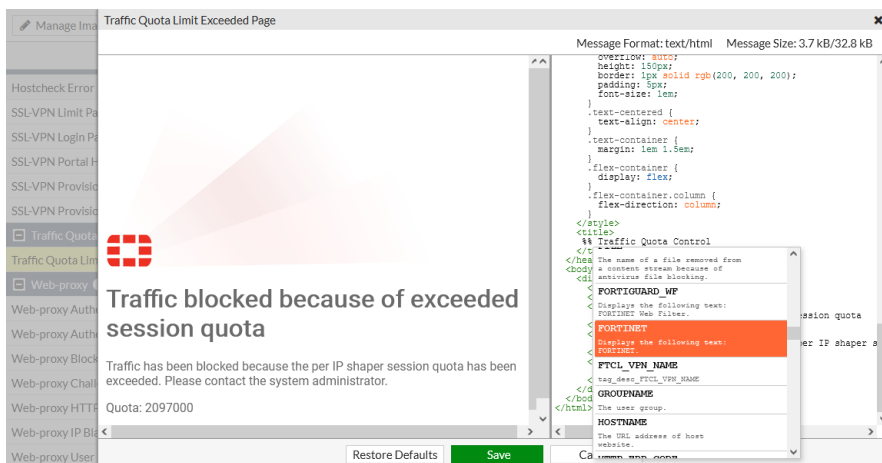 Manage Ima
Traffic Quota Limit Exceeded Page
Message Format: text/html Message Size: 3.7 kB/32.8 kB
Hostcheck Error
SSL-VPN Limit Pa
SSL-VPN Login Pa
SSL-VPN Portal H
SSL-VPN Provisio
SSL-VPN Provisio
Traffic Quota
Traffic Quota Lim
Web-proxy
Web-proxy Authe
Web-proxy Authe
Web-proxy Block
Web-proxy Chall
Web-proxy HTTP
Web-proxy IP Bla
Web-proxy User
Traffic blocked because of exceeded
session quota
Traffic has been blocked because the per IP shaper session quota has been
exceeded. Please contact the system administrator.
Quota: 2097000
overflow: auto;
height: 150px;
border: 1px solid rgb(200, 200, 200);
padding: 5px;
font-size: 1em;
}
.text-centered {
text-align: center;
}
.text-container {
margin: 1em 1.5em;
}
.flex-container {
display: flex;
}
.flex-container.column {
flex-direction: column;
}
</style>
<title>
%% Traffic Quota Control
</t
</hea
<body
<di
ssion quota
er IP shaper s
</d
</bod
</html>
The name of a file removed from
a content stream because of
antivirus file blocking.
FORTIGUARD_WF
Displays the following text:
FORTINET Web Filter.
FORTINET
Displays the following text:
FORTINET.
FTCL_VPN_NAME
tag_desc_FTCL_VPN_NAME
GROUPNAME
The user group.
HOSTNAME
The URL address of host
website.
Restore Defaults
Save
Ca